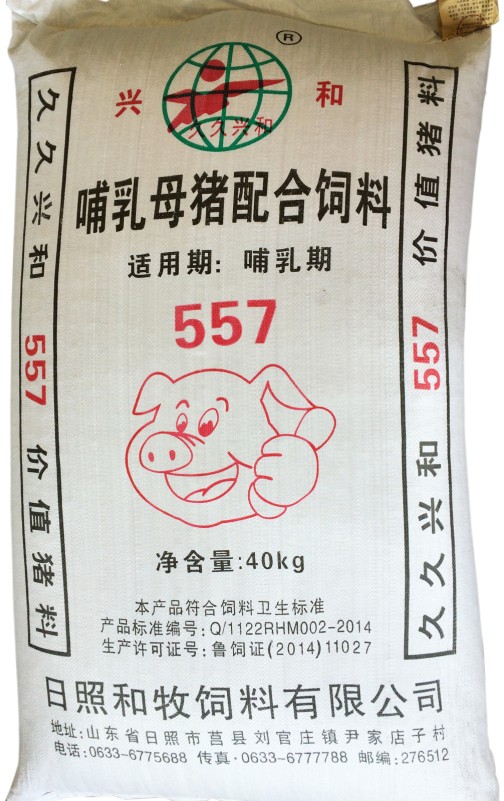 ®
兴 和
久久兴和
哺乳母猪配合饲料
适用期：哺乳期
557
净含量:40kg
本产品符合饲料卫生标准
产品标准编号：Q/1122RHM002-2014
生产许可证号：鲁饲证(2014)11027
日照和牧饲料有限公司
地址:山东省日照市莒县刘官庄镇尹家店子村
电话:0633-6775688 传真·0633-6777788 邮编:276512
久久兴和 557 价值猪料
久久兴和 557 价值猪料